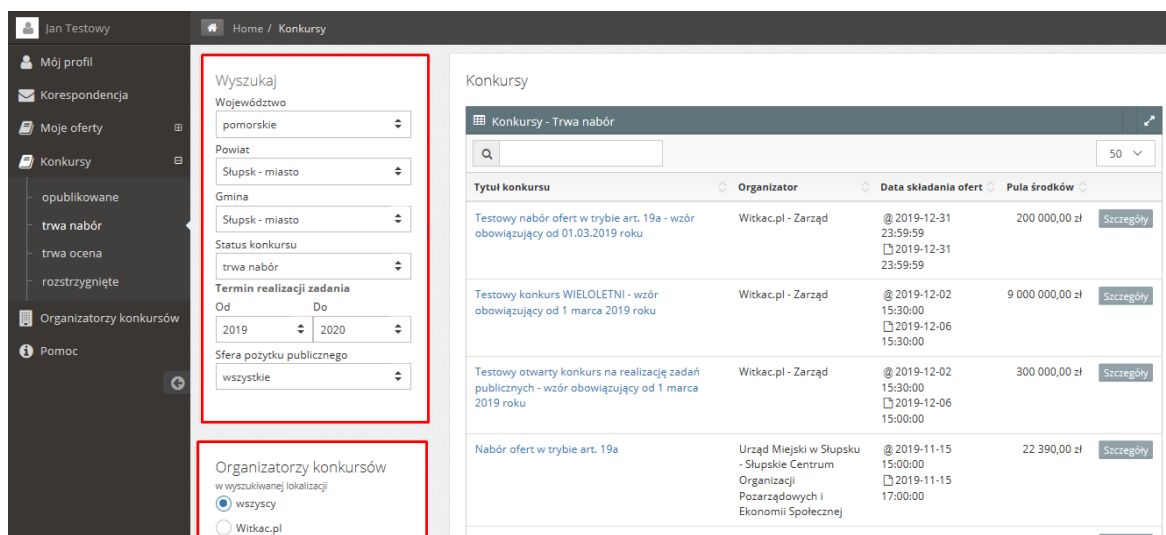 Jan Testowy
Home / Konkursy
Mój profil
Korespondencja
Moje oferty
Konkursy
opublikowane
trwa nabór
trwa ocena
rozstrzygnięte
Organizatorzy konkursów
Pomoc
Wyszukaj
Województwo
pomorskie
Powiat
Słupsk - miasto
Gmina
Słupsk - miasto
Status konkursu
trwa nabór
Termin realizacji zadania
Od Do
2019 2020
Sfera pożytku publicznego
wszystkie
Organizatorzy konkursów
w wyszukiwanej lokalizacji
wszyscy
Witkac.pl
Konkursy
Konkursy - Trwa nabór
50
Tytuł konkursu Organizator Data składania ofert Pula środków
Testowy nabór ofert w trybie art. 19a - wzór Witkac.pl - Zarząd @ 2019-12-31 200 000,00 zł Szczegóły
obowiązujący od 01.03.2019 roku 23:59:59
2019-12-31
23:59:59
Testowy konkurs WIELOLETNI - wzór Witkac.pl - Zarząd @ 2019-12-02 9 000 000,00 zł Szczegóły
obowiązujący od 1 marca 2019 roku 15:30:00
2019-12-06
15:30:00
Testowy otwarty konkurs na realizację zadań Witkac.pl - Zarząd @ 2019-12-02 300 000,00 zł Szczegóły
publicznych - wzór obowiązujący od 1 marca 15:30:00
2019 roku 2019-12-06
15:00:00
Nabór ofert w trybie art. 19a Urząd Miejski w Słupsku @ 2019-11-15 22 390,00 zł Szczegóły
- Słupskie Centrum 15:00:00
Organizacji 2019-11-15
Pozarządowych i 17:00:00
Ekonomii Społecznej